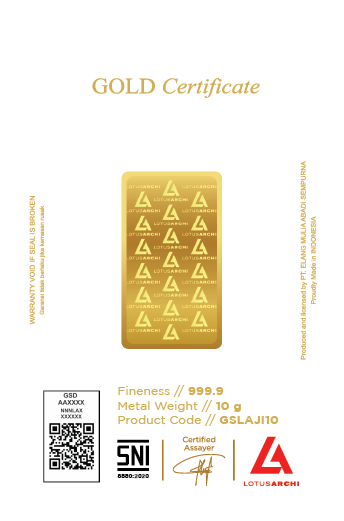 GOLD Certificate
WARRANTY VOID IF SEAL IS BROKEN
Garansi tidak berlaku jika kemasan rusak
LOTUSARCHI LOTUSARCHI LOTUSARCHI
Produced and licensed by PT. ELANG MULIA ABADI SEMPURNA
Proudly Made in INDONESIA
GSD
AAXXXX
NNNLAX
XXXXXX
Fineness // 999.9
Metal Weight // 10 g
Product Code // GSLAJI10
SNI
8880:2020
Certified
Assayer
LOTUSARCHI